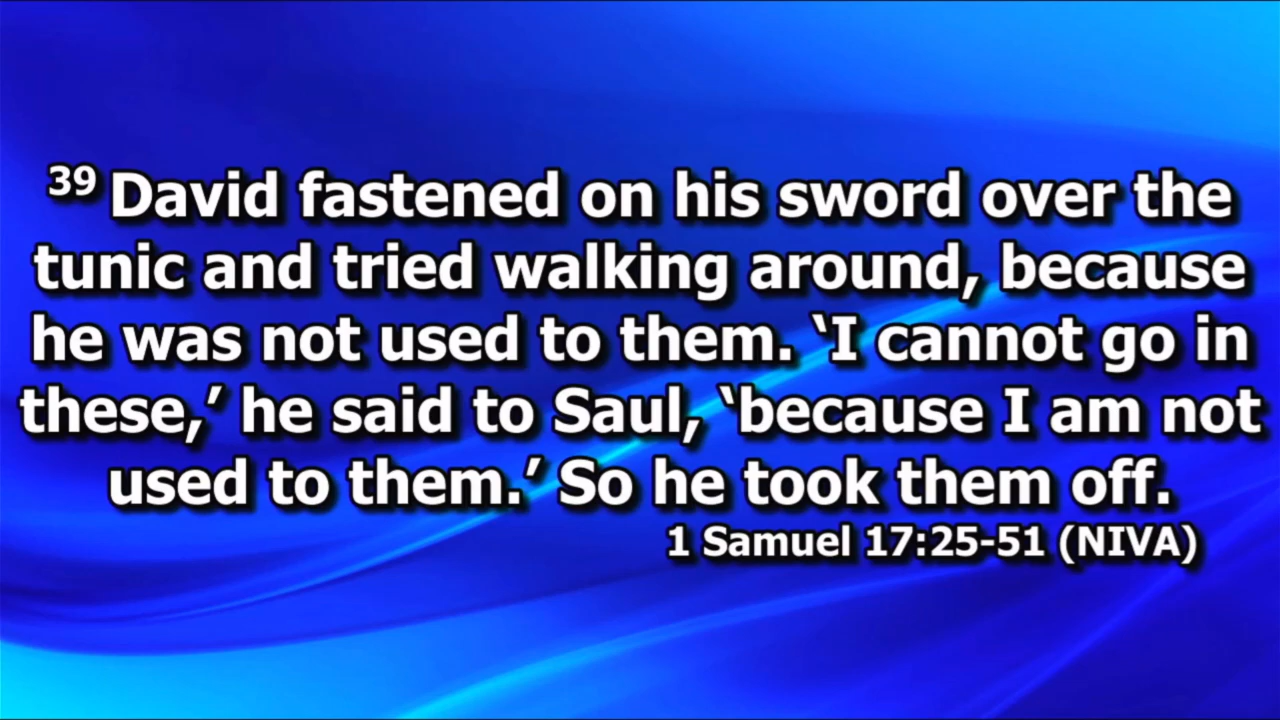 39 David fastened on his sword over the
tunic and tried walking around, because
he was not used to them. ‘I cannot go in
these,’ he said to Saul, ‘because I am not
used to them.’ So he took them off.
1 Samuel 17:25-51 (NIVA)